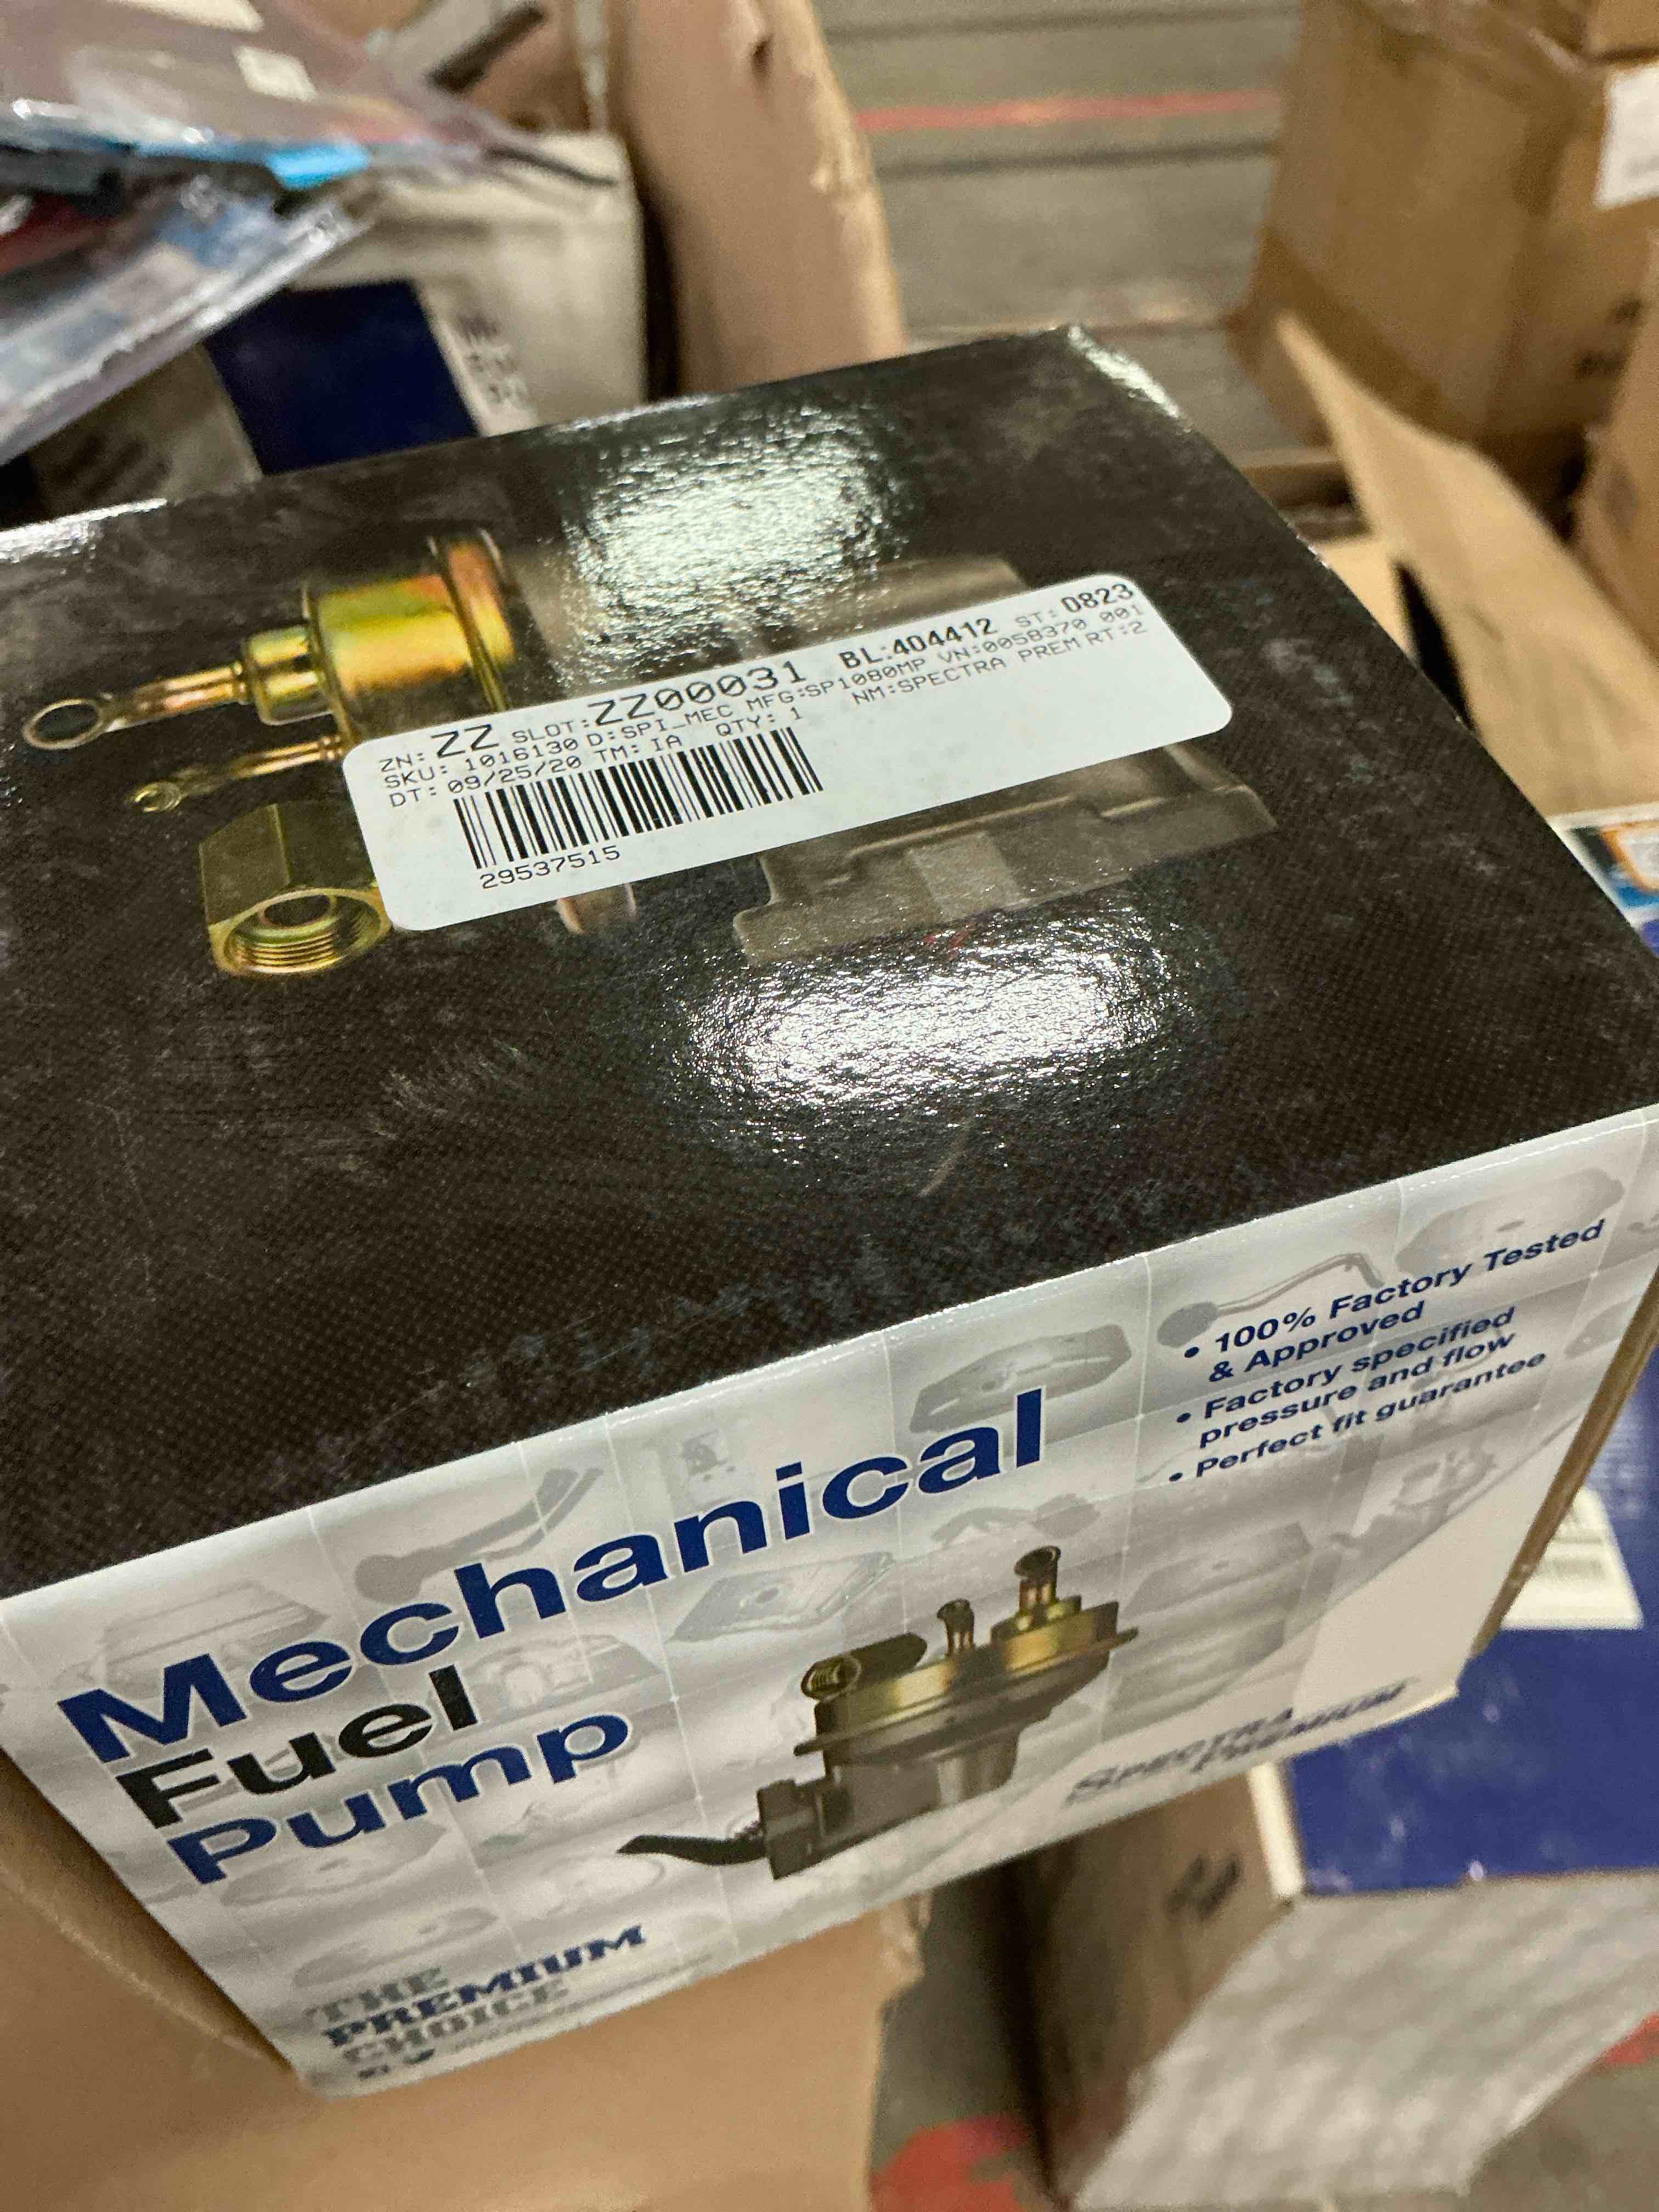 ZN: ZZ SLOT:ZZ00031 BL:404412 ST: 0823
SKU: 1016130 D:SPI_MEC MFG:SP1080MP VN:0058370 001
DT: 09/25/20 TM: IA QTY: 1 NM:SPECTRA PREM RT:2
29537515
Mechanical
Fuel
Pump
• 100% Factory Tested
& Approved
• Factory specified
pressure and flow
• Perfect fit guarantee
SPECTRA
PREMIUM
THE
PREMIUM
CHOICE